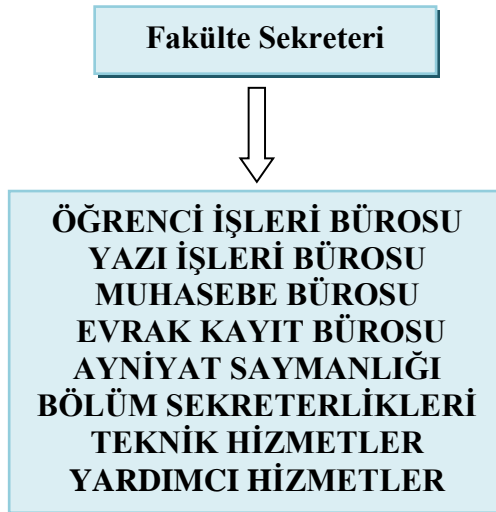 Fakülte Sekreteri
ÖĞRENCİ İŞLERİ BÜROSU
YAZI İŞLERİ BÜROSU
MUHASEBE BÜROSU
EVRAK KAYIT BÜROSU
AYNİYAT SAYMANLIĞI
BÖLÜM SEKRETERLİKLERİ
TEKNİK HİZMETLER
YARDIMCI HİZMETLER